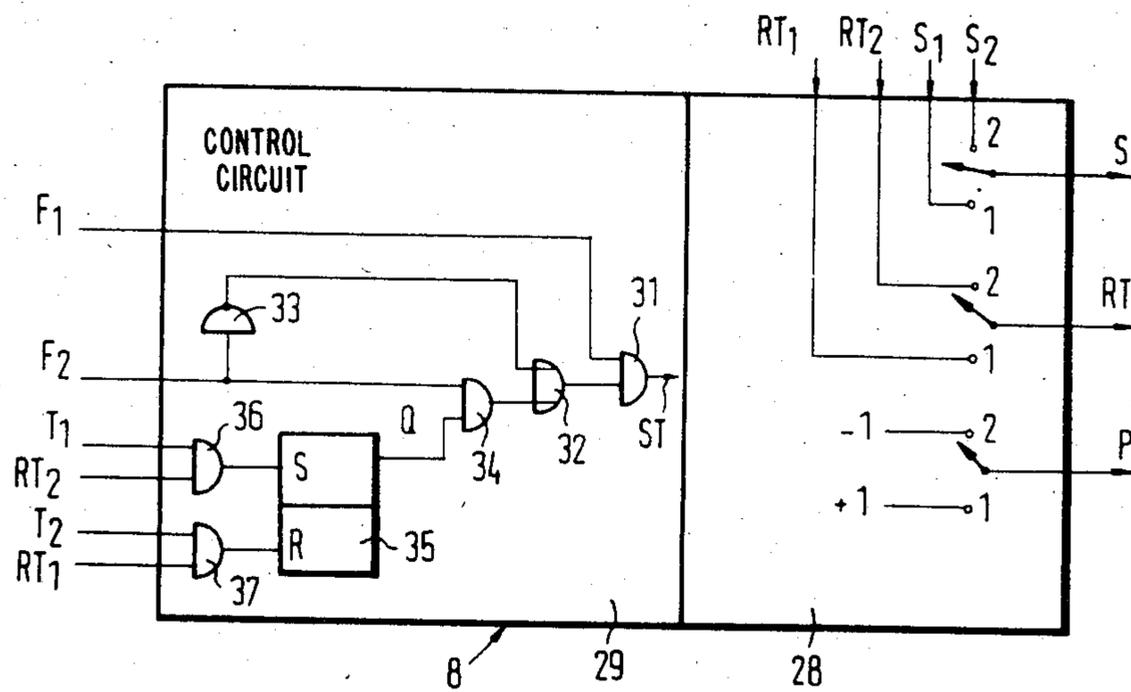 RT1 RT2 S1 S2
CONTROL
CIRCUIT
2
S
1
F1
33
31
2
RT
1
F2
36
Q
34
32
ST
T1
RT2
S
-1 2
P
+1 1
T2
RT1
R
35
37
8
29
28